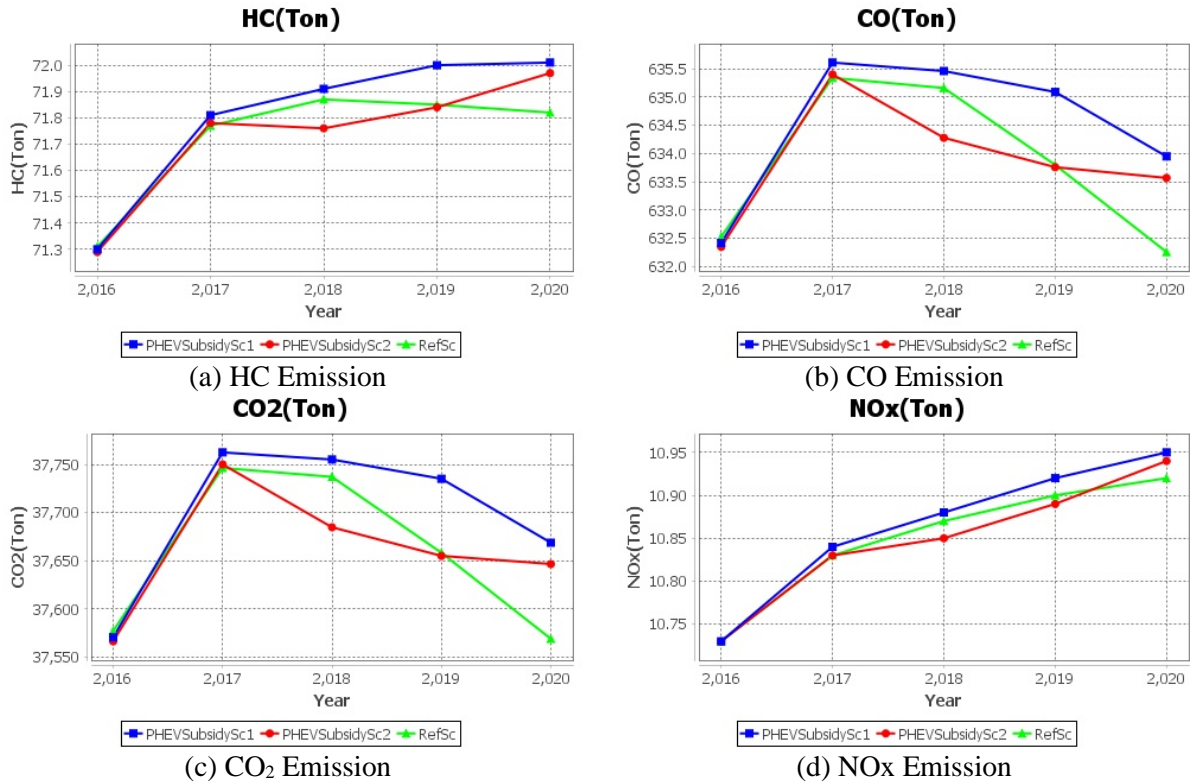 HC(Ton)
72.0
71.9
71.8
71.7
71.6
71.5
71.4
71.3
HC(Ton)
2,016 2,017 2,018 2,019 2,020
Year
PHEVSubsidySc1 PHEVSubsidySc2 RefSc
(a) HC Emission
CO(Ton)
635.5
635.0
634.5
634.0
633.5
633.0
632.5
632.0
CO(Ton)
2,016 2,017 2,018 2,019 2,020
Year
PHEVSubsidySc1 PHEVSubsidySc2 RefSc
(b) CO Emission
CO2(Ton)
37,750
37,700
37,650
37,600
37,550
CO2(Ton)
2,016 2,017 2,018 2,019 2,020
Year
PHEVSubsidySc1 PHEVSubsidySc2 RefSc
(c) CO₂ Emission
NOx(Ton)
10.95
10.90
10.85
10.80
10.75
NOx(Ton)
2,016 2,017 2,018 2,019 2,020
Year
PHEVSubsidySc1 PHEVSubsidySc2 RefSc
(d) NOx Emission